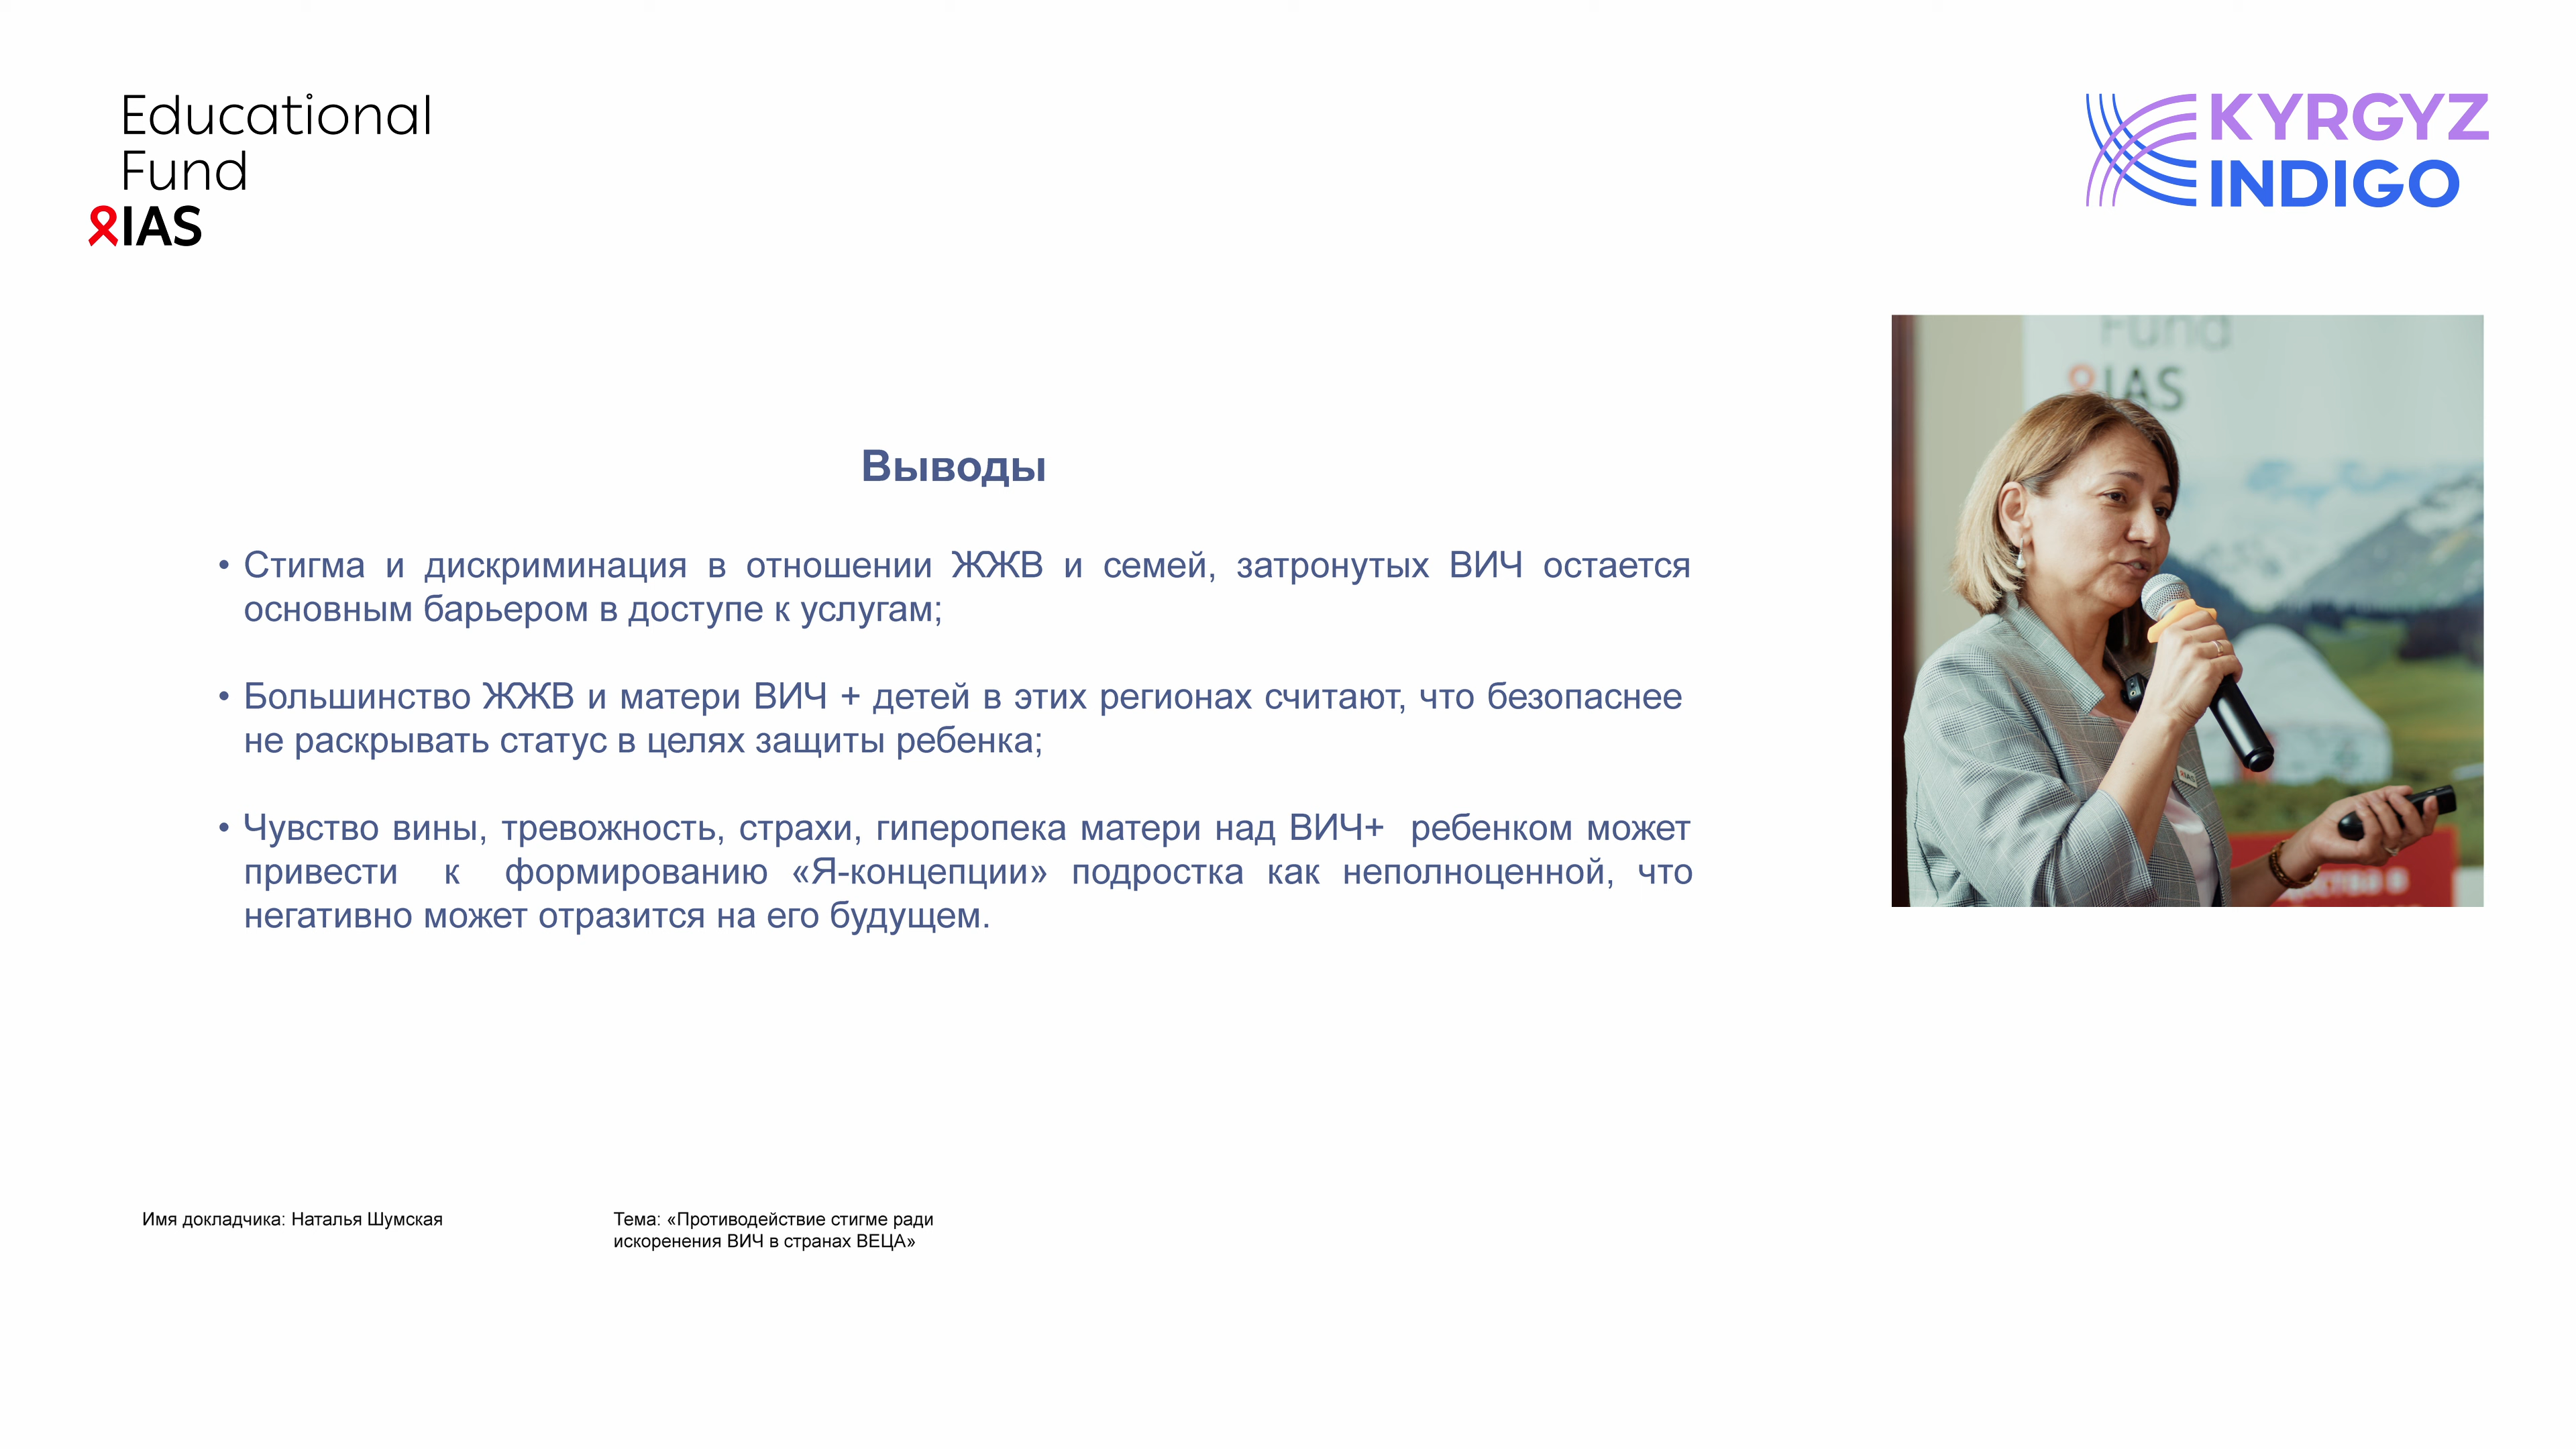 Educational
Fund
IAS
KYRGYZ
INDIGO
Fund
IAS
Выводы
• Стигма и дискриминация в отношении ЖЖВ и семей, затронутых ВИЧ остается
основным барьером в доступе к услугам;
• Большинство ЖЖВ и матери ВИЧ + детей в этих регионах считают, что безопаснее
не раскрывать статус в целях защиты ребенка;
• Чувство вины, тревожность, страхи, гиперопека матери над ВИЧ+ ребенком может
привести к формированию «Я-концепции» подростка как неполноценной, что
негативно может отразится на его будущем.
Имя докладчика: Наталья Шумская
Тема: «Противодействие стигме ради
искоренения ВИЧ в странах ВЕЦА»